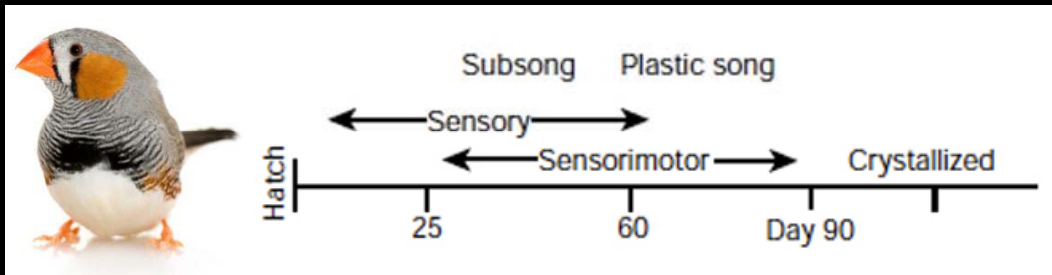 Subsong Plastic song
Sensory
Sensorimotor Crystallized
Hatch
25 60 Day 90